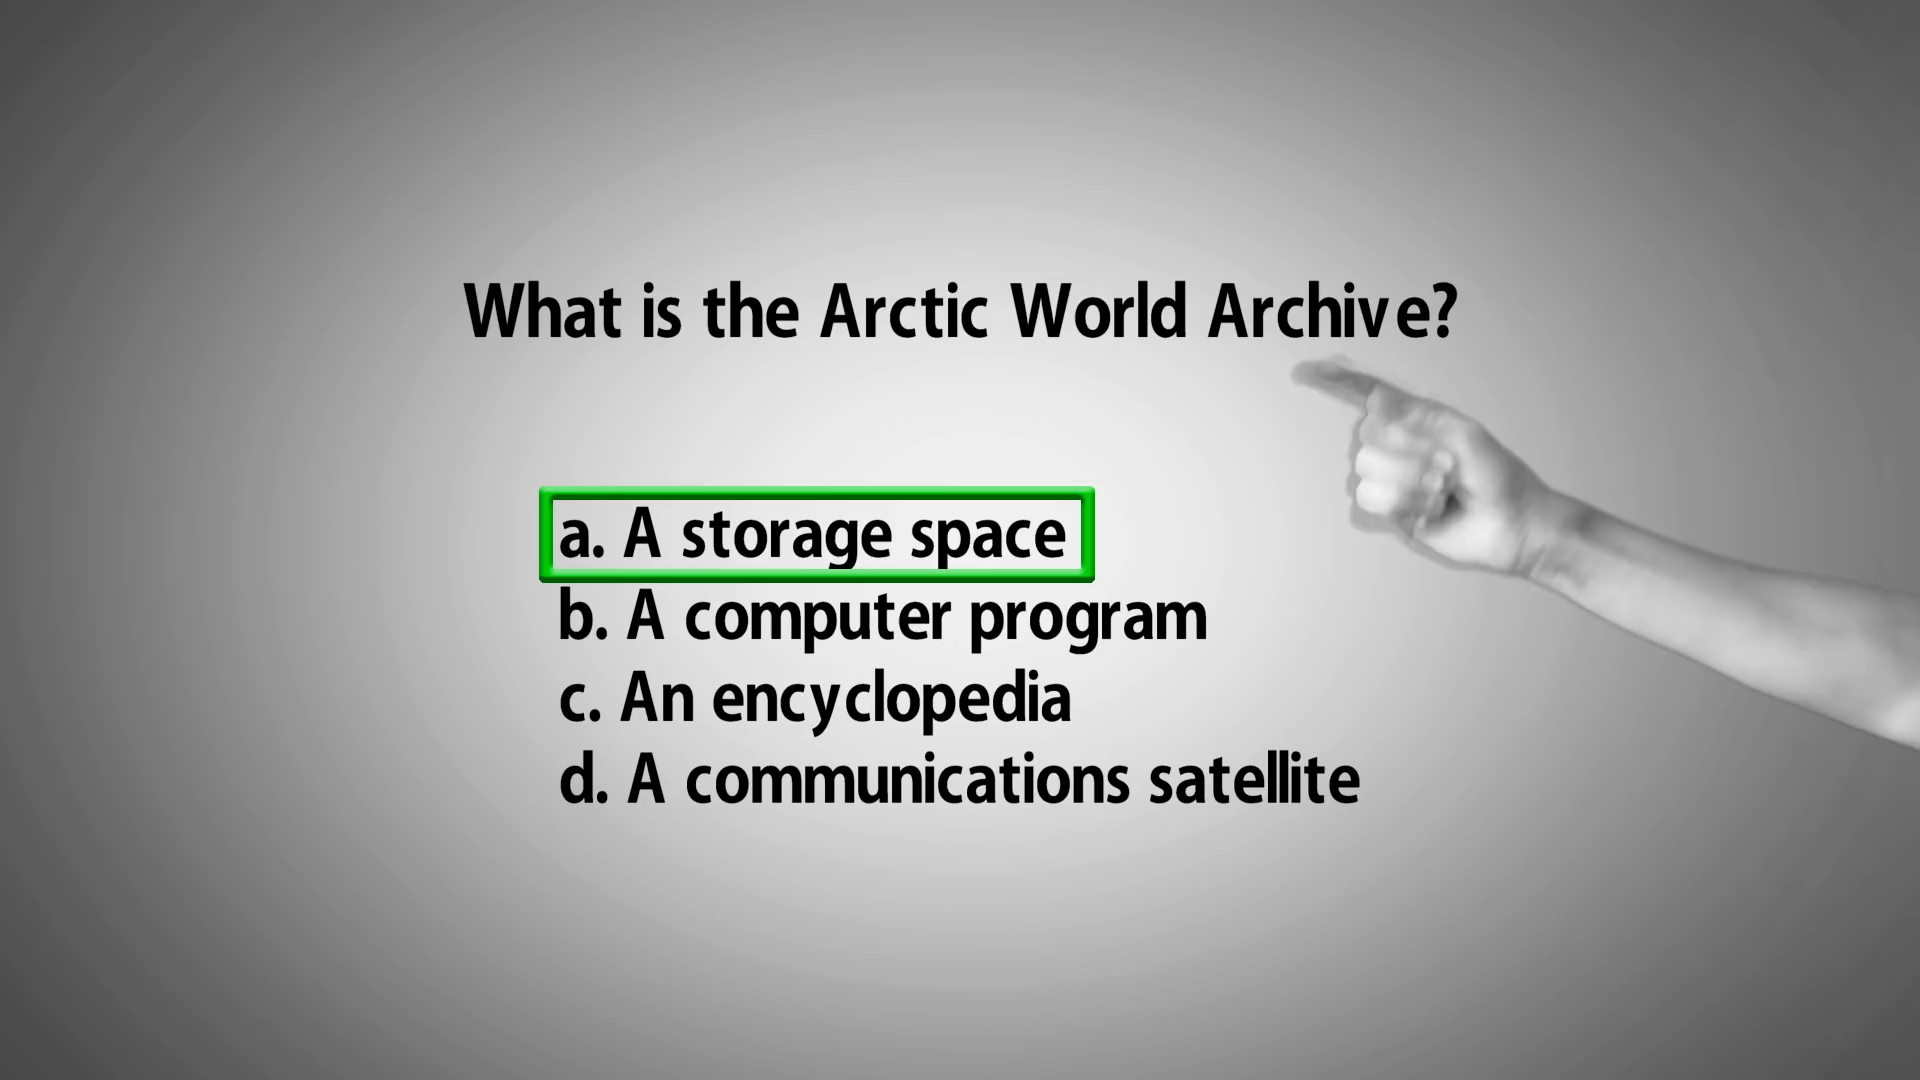 What is the Arctic World Archive?
a. A storage space
b. A computer program
c. An encyclopedia
d. A communications satellite